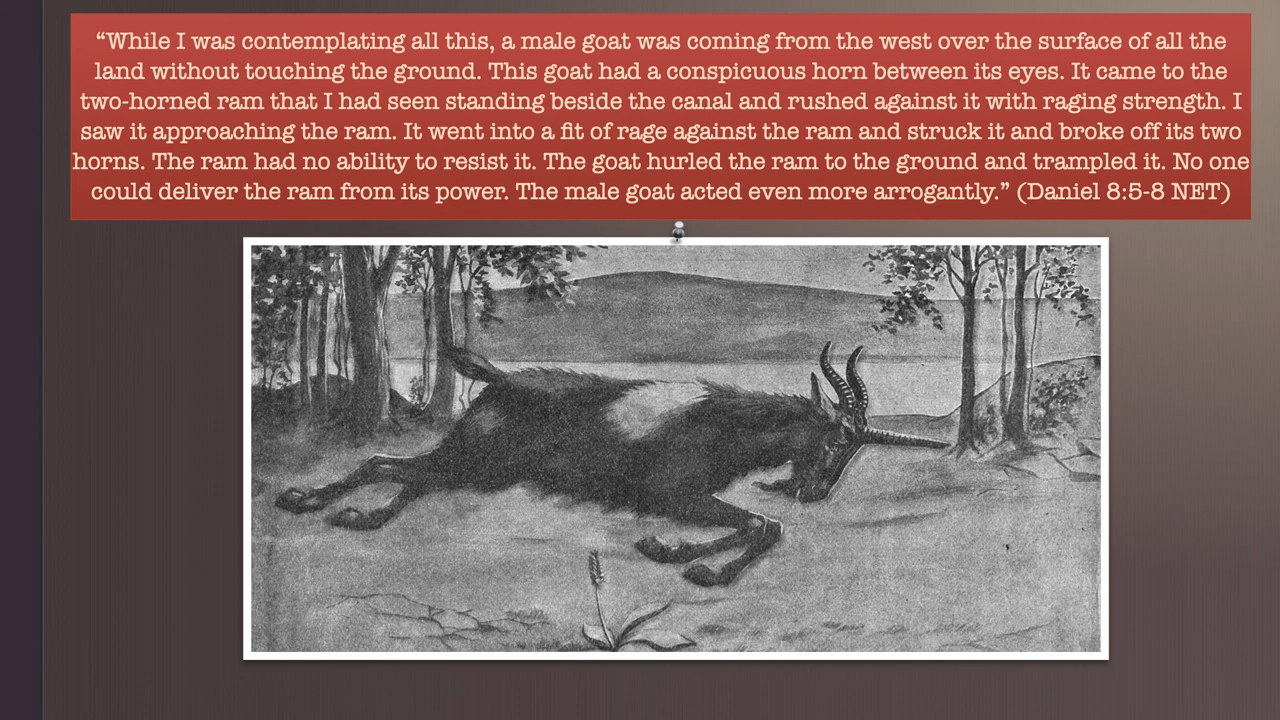 “While I was contemplating all this, a male goat was coming from the west over the surface of all the
land without touching the ground. This goat had a conspicuous horn between its eyes. It came to the
two-horned ram that I had seen standing beside the canal and rushed against it with raging strength. I
saw it approaching the ram. It went into a fit of rage against the ram and struck it and broke off its two
horns. The ram had no ability to resist it. The goat hurled the ram to the ground and trampled it. No one
could deliver the ram from its power. The male goat acted even more arrogantly.” (Daniel 8:5-8 NET)